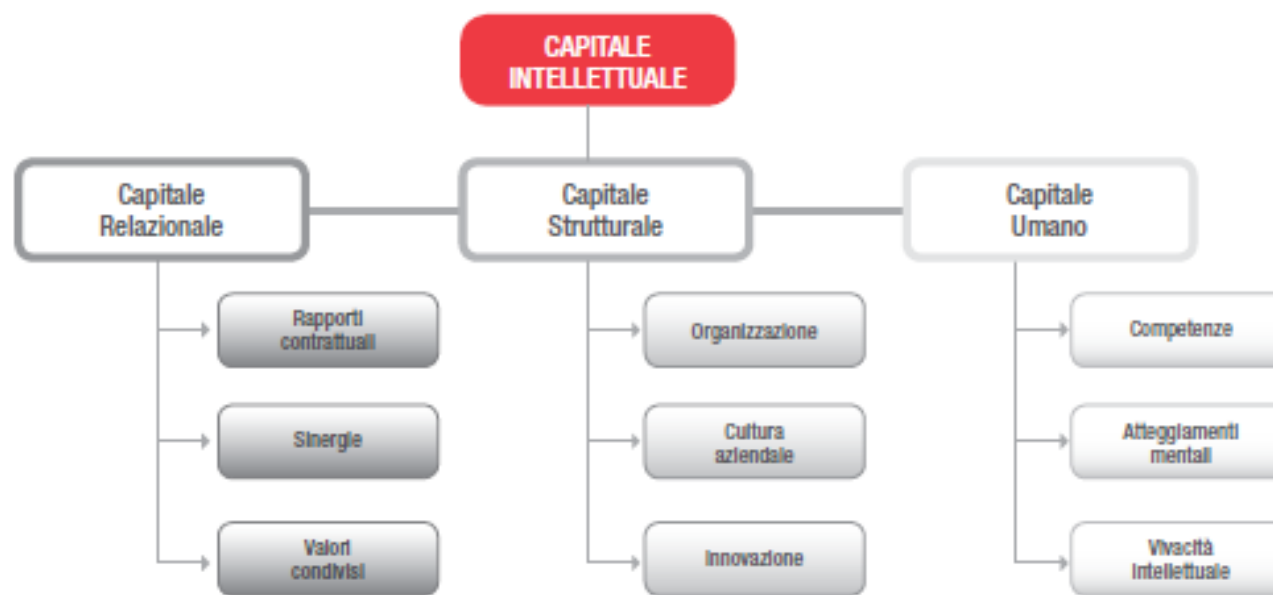 CAPITALE
INTELLETTUALE
Capitale
Relazionale
Capitale
Strutturale
Capitale
Umano
Rapporti
contrattuali
Organizzazione
Competenze
Sinergie
Cultura
aziendale
Atteggiamenti
mentali
Valori
condivisi
Innovazione
Vivacità
intellettuale